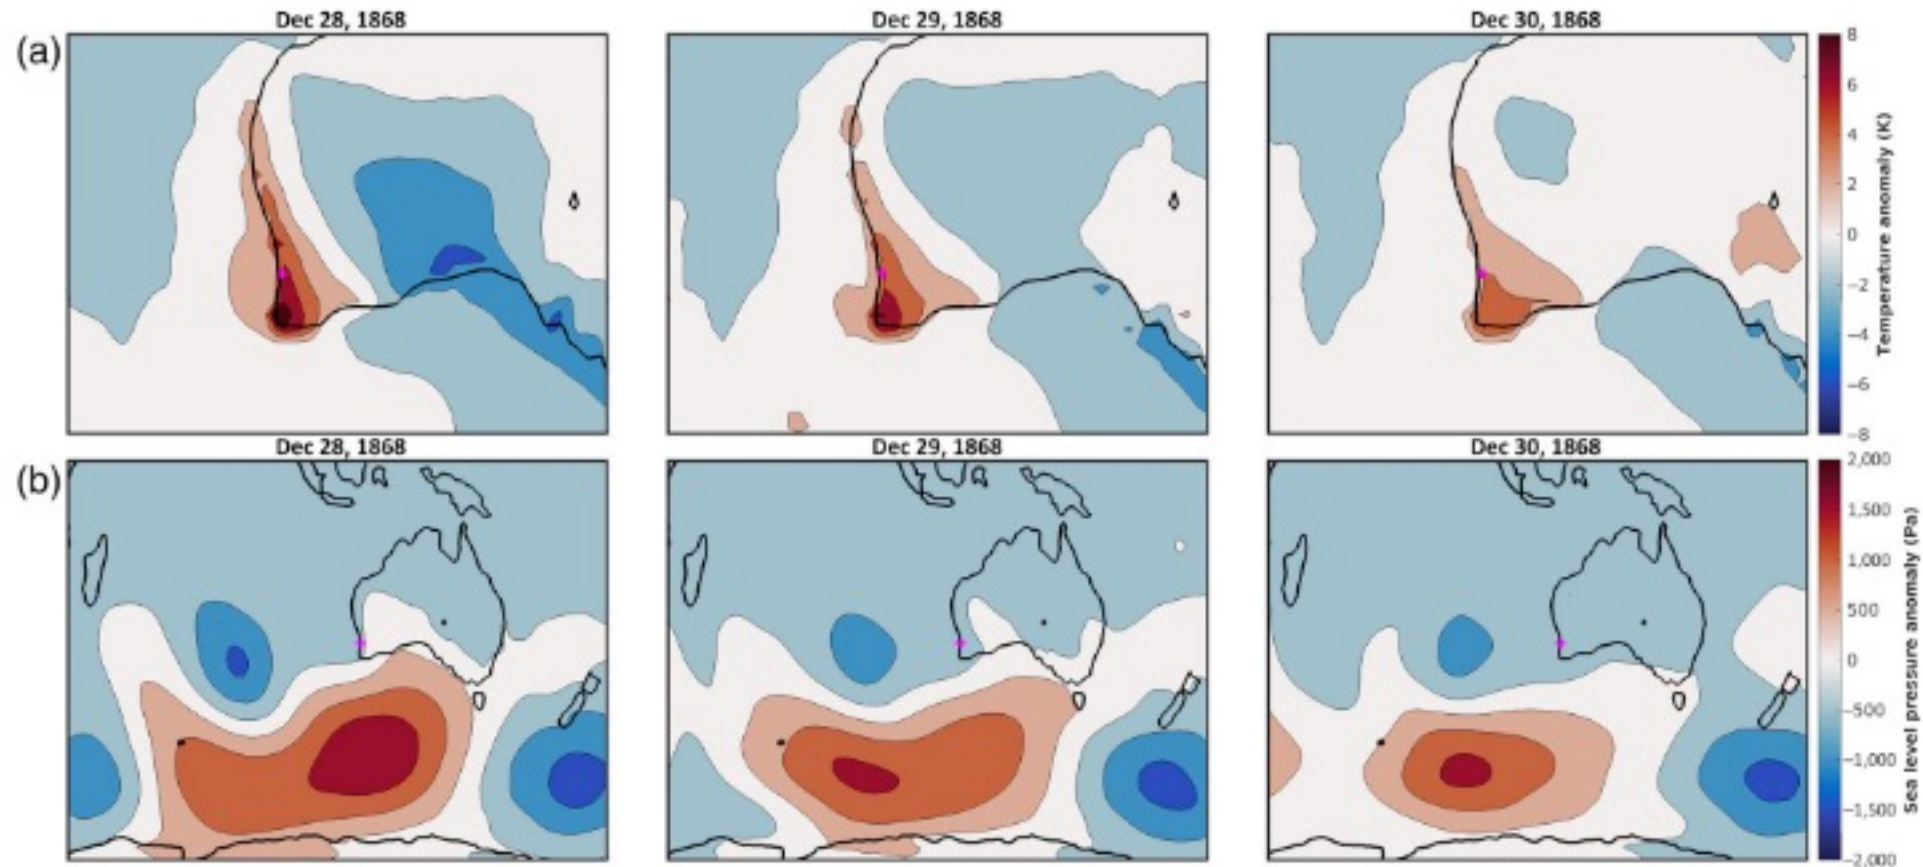 (a)
Dec 28, 1868
Dec 29, 1868
Dec 30, 1868
8
6
4
2
0
−2
−4
−6
−8
Temperature anomaly (K)
(b)
Dec 28, 1868
Dec 29, 1868
Dec 30, 1868
2,000
1,500
1,000
500
0
−500
−1,000
−1,500
−2,000
Sea level pressure anomaly (Pa)